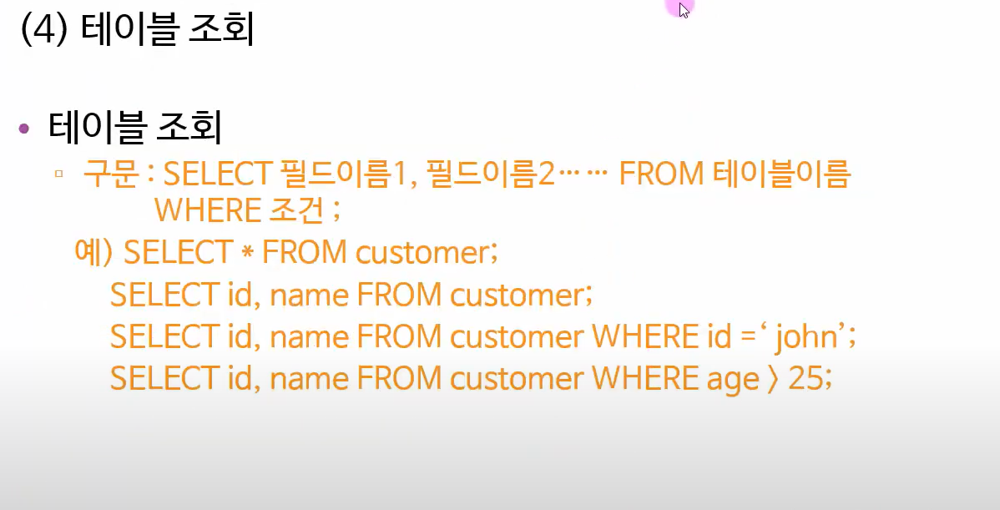 (4) 테이블 조회
• 테이블 조회
▫ 구문 : SELECT 필드이름1, 필드이름2…… FROM 테이블이름
WHERE 조건 ;
예) SELECT * FROM customer;
SELECT id, name FROM customer;
SELECT id, name FROM customer WHERE id =‘ john’;
SELECT id, name FROM customer WHERE age > 25;